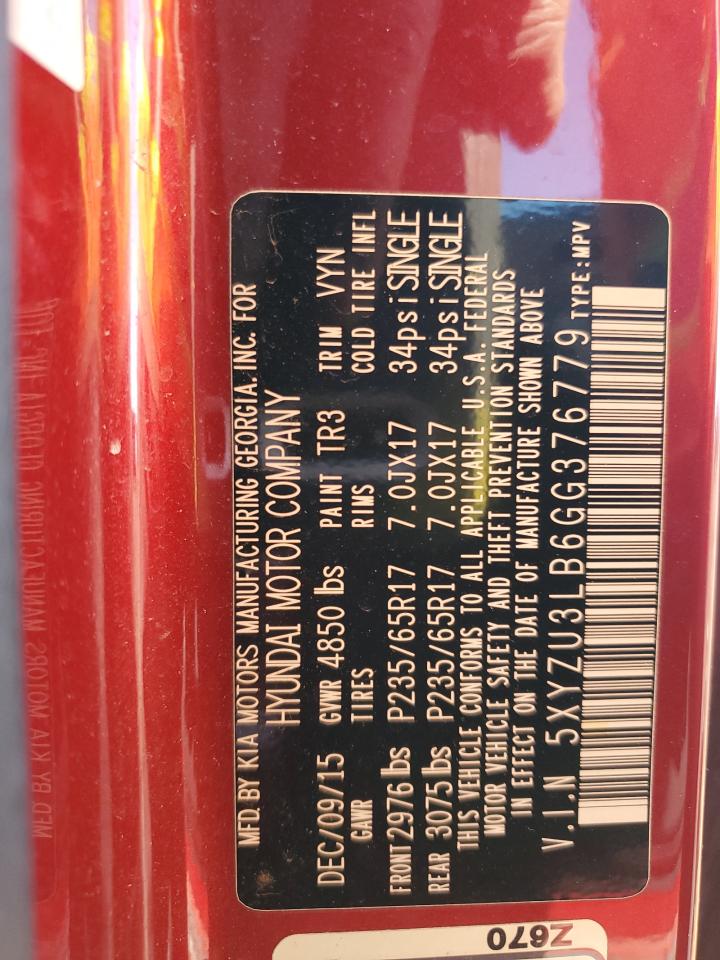 MFD. BY KIA MOTORS MANUFACTURING GEORGIA. INC. FOR
HYUNDAI MOTOR COMPANY
DEC/09/15 GVWR 4850 lbs PAINT TR3 TRIM VYN
GAWR TIRES RIMS COLD TIRE INFL
FRONT 2976 lbs P235/65R17 7.0JX17 34psi SINGLE
REAR 3075 lbs P235/65R17 7.0JX17 34psi SINGLE
THIS VEHICLE CONFORMS TO ALL APPLICABLE U.S.A. FEDERAL
MOTOR VEHICLE SAFETY AND THEFT PREVENTION STANDARDS
IN EFFECT ON THE DATE OF MANUFACTURE SHOWN ABOVE
V.I.N 5XYZU3LB6GG376779 TYPE:MPV
Z670